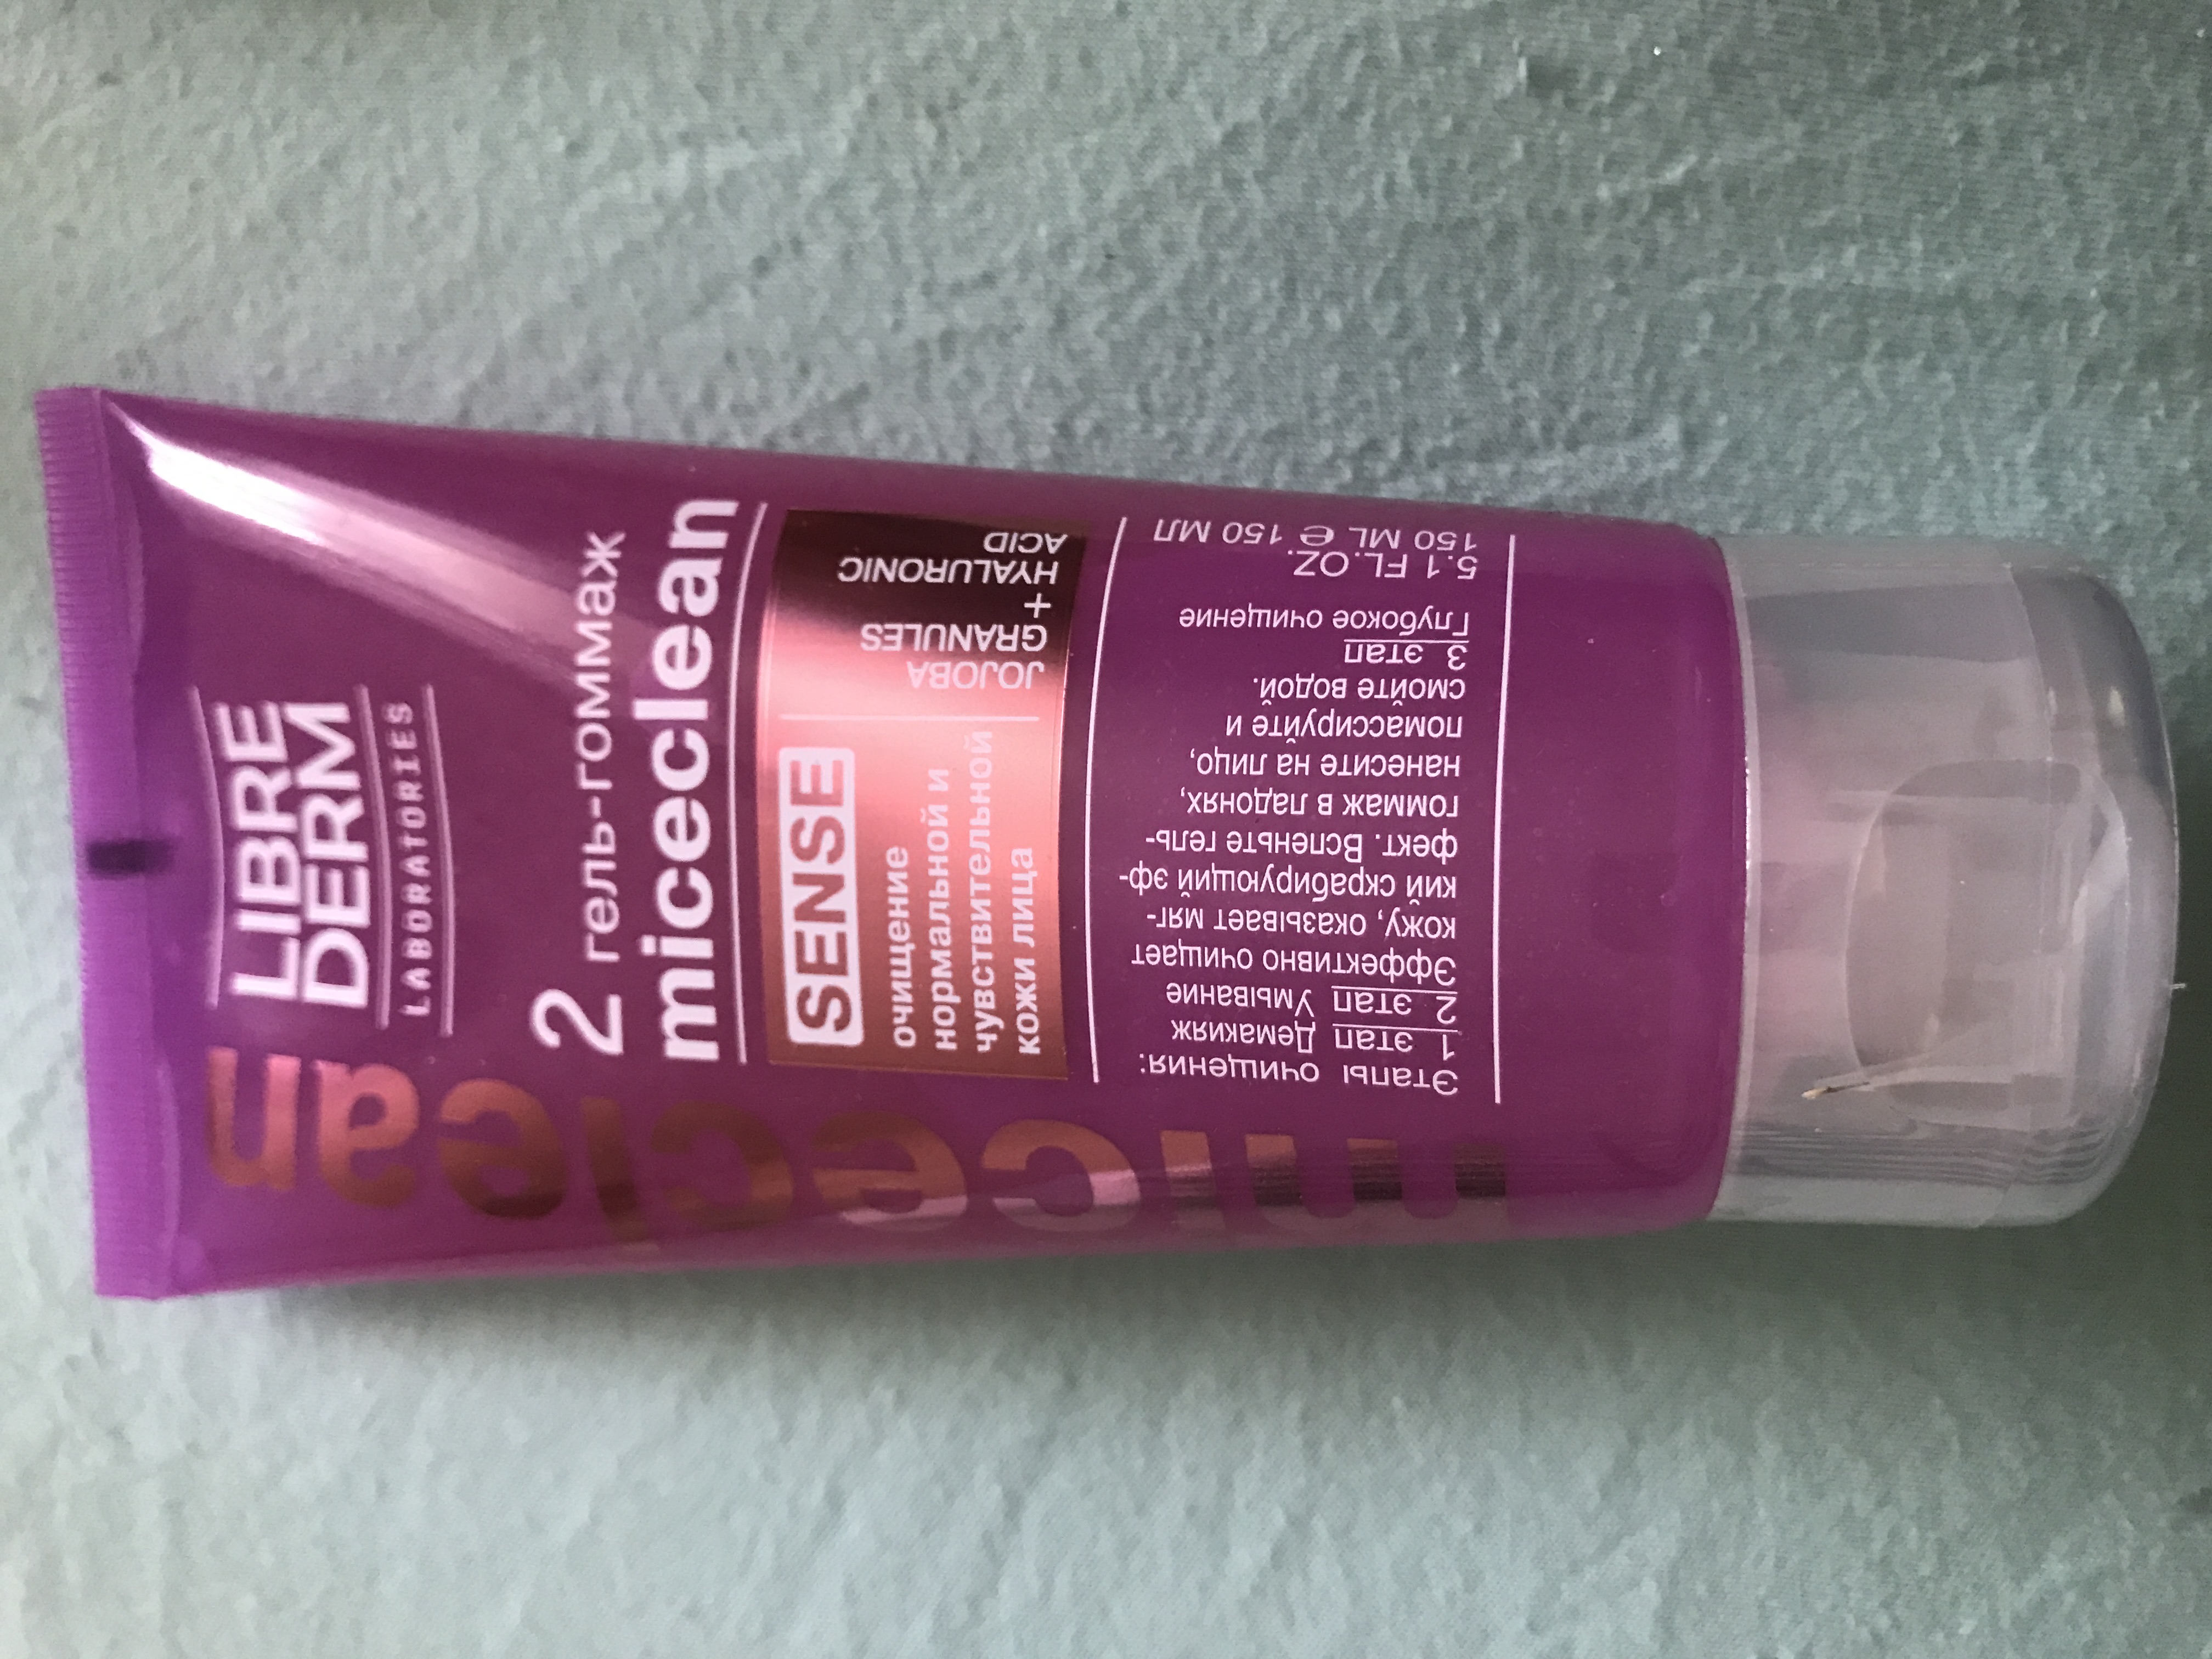 LIBRE
DERM
LABORATORIES
2 гель-гоммаж
miceclean
SENSE
очищение
нормальной и
чувствительной
кожи лица
JOJOBA
GRANULES
+
HYALURONIC
ACID
Этапы очищения:
1 этап Демакияж
2 этап Умывание
Эффективно очищает
кожу, оказывает мяг-
кий скрабирующий эф-
фект. Вспеньте гель-
гоммаж в ладонях,
нанесите на лицо,
помассируйте и
смойте водой.
3 этап
Глубокое очищение
5.1 FL.OZ.
150 ML ℮ 150 МЛ
miceclean